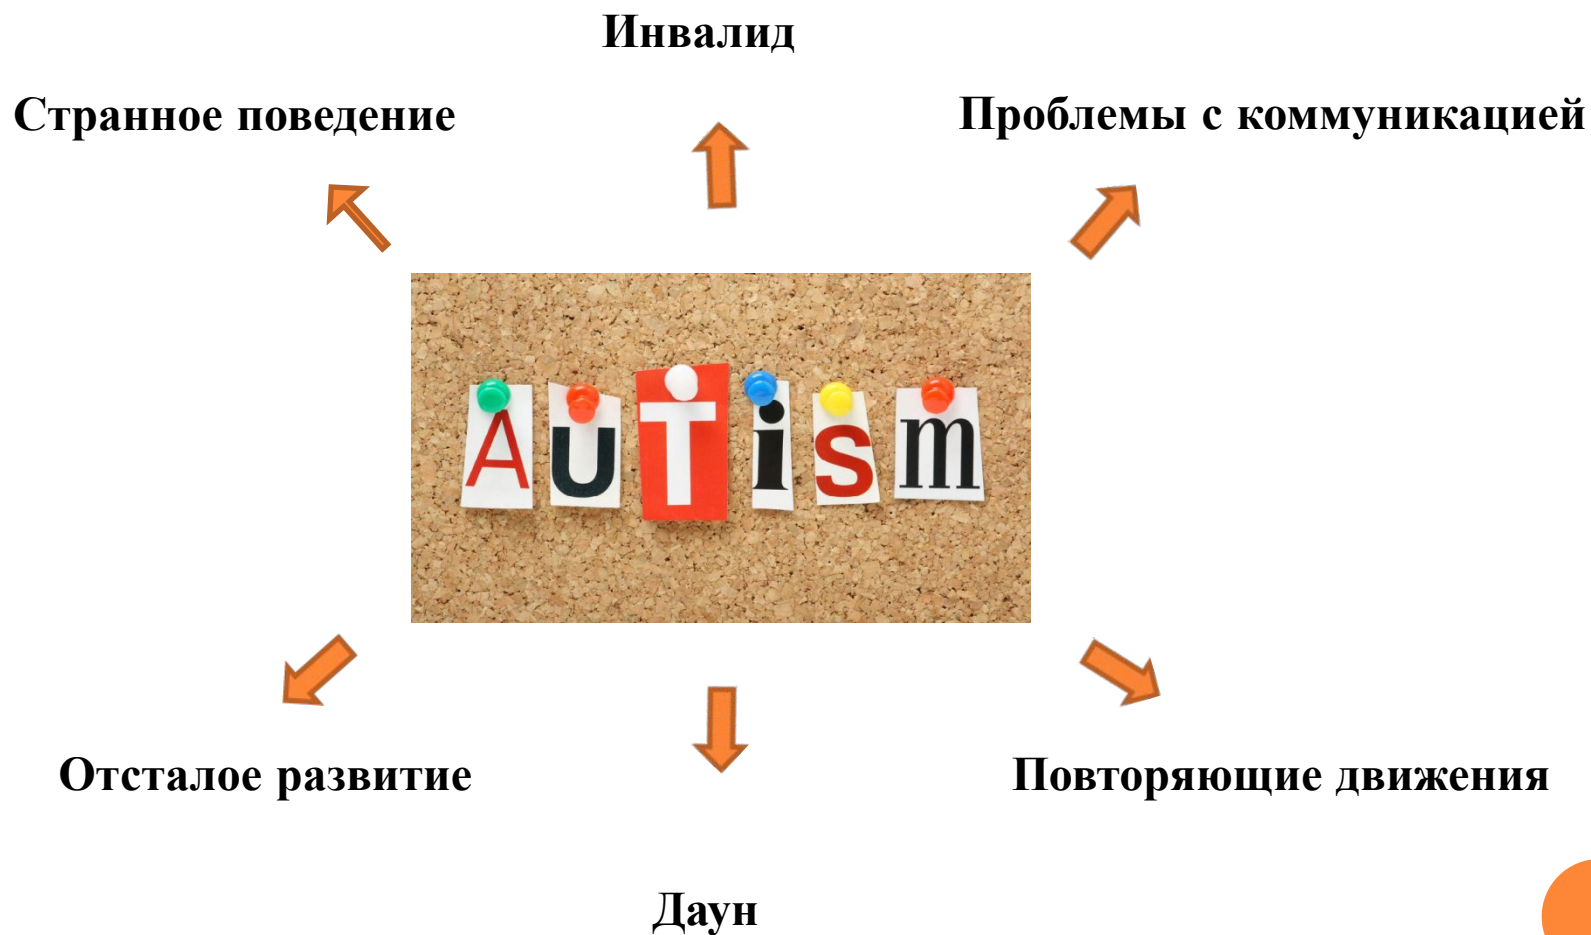 Инвалид
Странное поведение
Проблемы с коммуникацией
AuTism
Отсталое развитие
Повторяющие движения
Даун